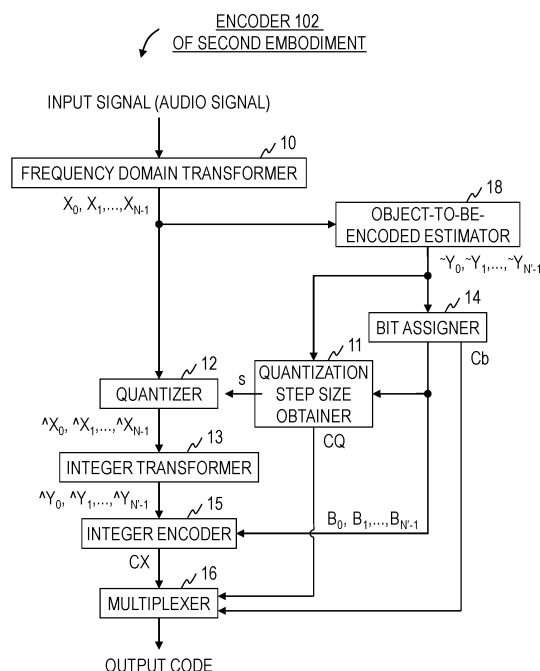 ENCODER 102
OF SECOND EMBODIMENT
INPUT SIGNAL (AUDIO SIGNAL)
10
FREQUENCY DOMAIN TRANSFORMER
X0, X1,...,XN-1
18
OBJECT-TO-BE-
ENCODED ESTIMATOR
~Y0,~Y1,...,~YN'-1
14
BIT ASSIGNER
Cb
11
QUANTIZATION
STEP SIZE
OBTAINER
CQ
12
QUANTIZER
s
^X0, ^X1,...,^XN-1
13
INTEGER TRANSFORMER
^Y0, ^Y1,...,^YN'-1
15
INTEGER ENCODER
B0, B1,...,BN'-1
CX
16
MULTIPLEXER
OUTPUT CODE